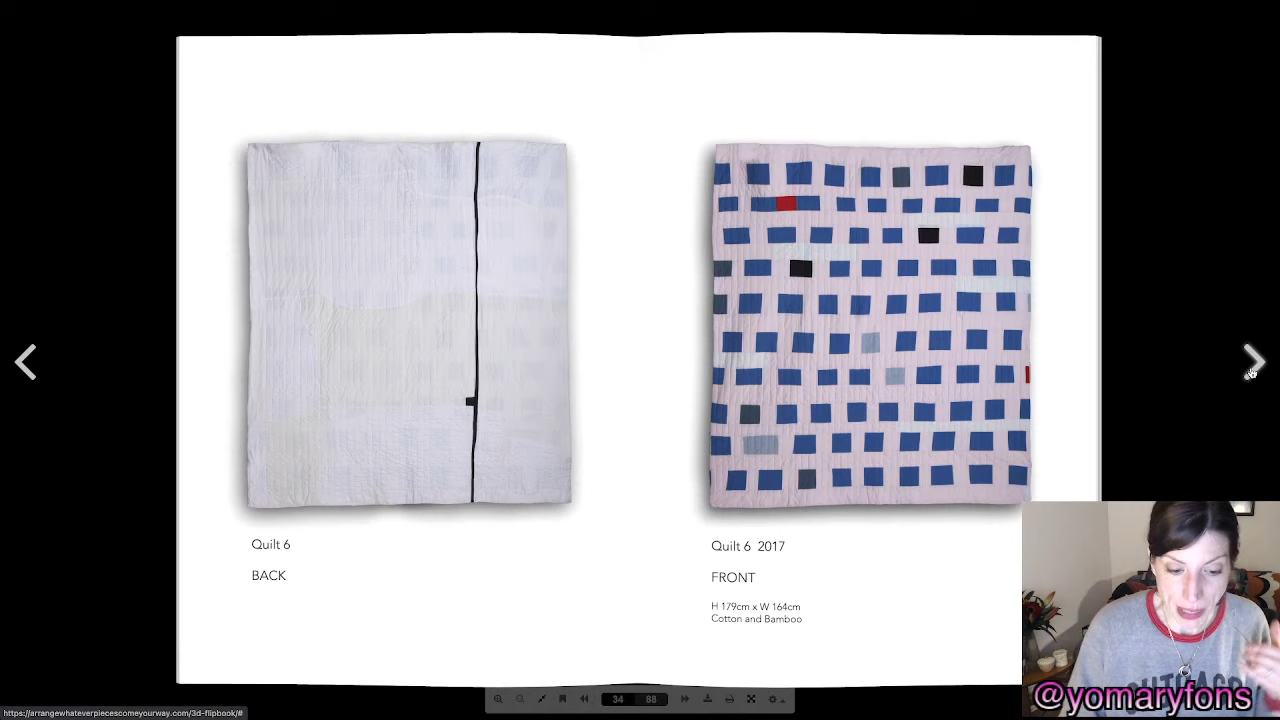 Quilt 6
BACK
Quilt 6 2017
FRONT
H 179cm x W 164cm
Cotton and Bamboo
34
68
@yomaryfons
https://arrangewhateverpiecescomeyourway.com/3d-flipbook/#